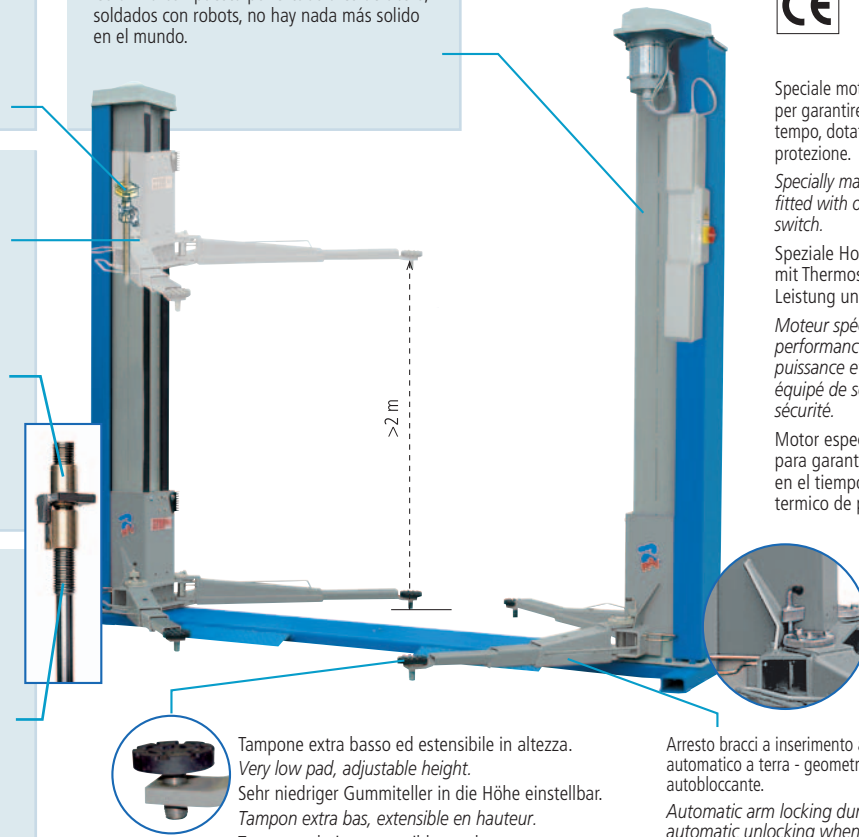 soldados con robots, no hay nada más solido
en el mundo.
CE
Speciale mot
per garantire
tempo, dota
protezione.
Specially ma
fitted with o
switch.
Speziale Ho
mit Thermos
Leistung un
Moteur spé
performanc
puissance e
équipé de s
sécurité.
Motor espec
para garant
en el tiempo
termico de p
>2 m
Tampone extra basso ed estensibile in altezza.
Very low pad, adjustable height.
Sehr niedriger Gummiteller in die Höhe einstellbar.
Tampon extra bas, extensible en hauteur.
Arresto bracci a inserimento a
automatico a terra - geometr
autobloccante.
Automatic arm locking dur
automatic unlocking when